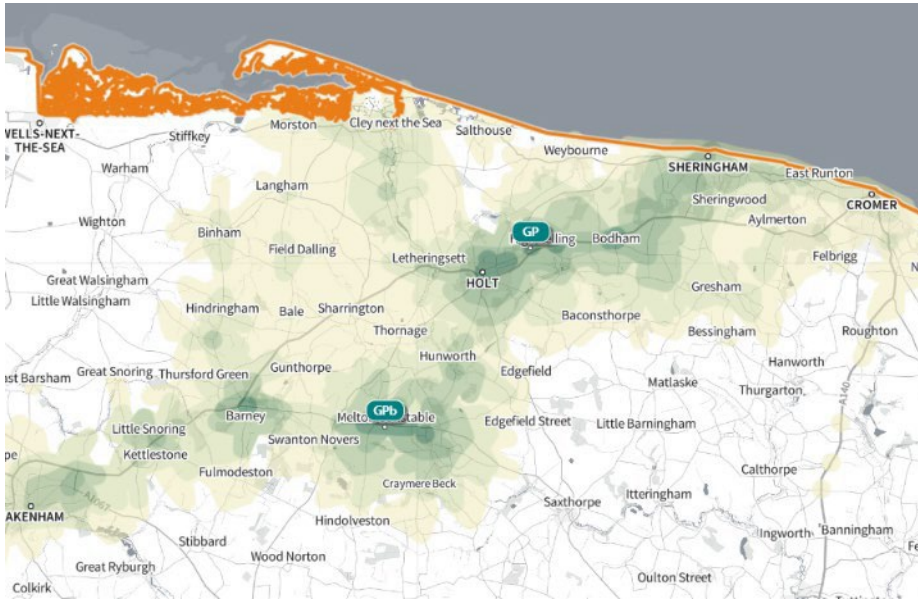 WELLS-NEXT-
THE-SEA
Morston
Cley next the Sea
Stiffkey
Salthouse
Weybourne
SHERINGHAM
Warham
East Runton
Langham
Sheringwood
CROMER
Wighton
Aylmerton
Binham
GP
Field Dalling
Bodham
Letheringsett
Felbrigg
Great Walsingham
HOLT
Little Walsingham
Gresham
Hindringham
Bale
Sharrington
Baconsthorpe
Thornage
Bessingham
Roughton
Hunworth
Hanworth
Great Snoring
Thursford Green
Gunthorpe
Edgefield
ast Barsham
Matlaske
Thurgarton
A140
GPb
Barney
Edgefield Street
Little Barningham
Little Snoring
Swanton Novers
Kettlestone
Fulmodeston
Calthorpe
Craymere Beck
A1067
Itteringham
Saxthorpe
AKENHAM
Hindolveston
Ingworth
Banningham
Stibbard
Wood Norton
Great Ryburgh
Oulton Street
Colkirk